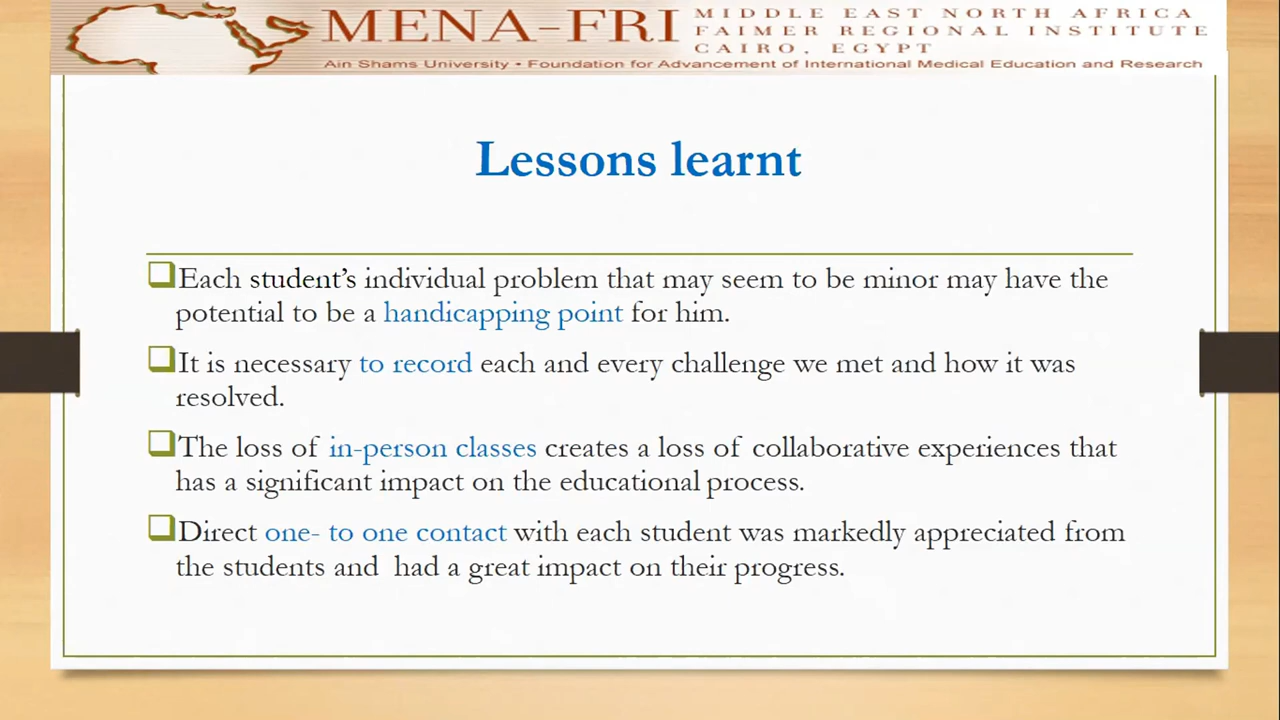 MENA-FRI
MIDDLE EAST NORTH AFRICA
FAIMER REGIONAL INSTITUTE
CAIRO, EGYPT
Ain Shams University • Foundation for Advancement of International Medical Education and Research
Lessons learnt
Each student's individual problem that may seem to be minor may have the
potential to be a handicapping point for him.
It is necessary to record each and every challenge we met and how it was
resolved.
The loss of in-person classes creates a loss of collaborative experiences that
has a significant impact on the educational process.
Direct one- to one contact with each student was markedly appreciated from
the students and had a great impact on their progress.